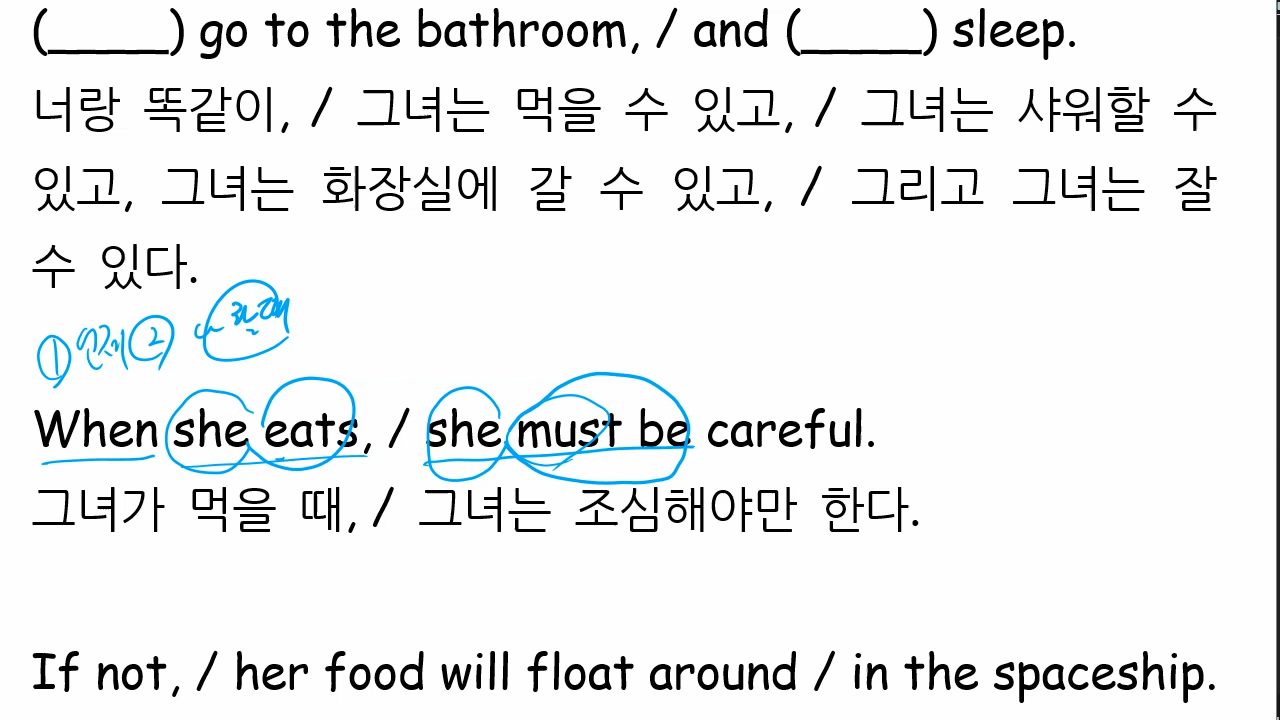 (____) go to the bathroom, / and (____) sleep.
너랑 똑같이, / 그녀는 먹을 수 있고, / 그녀는 샤워할 수
있고, 그녀는 화장실에 갈 수 있고, / 그리고 그녀는 잘
수 있다.
① 언제 ② ~할 때
When she eats, / she must be careful.
그녀가 먹을 때, / 그녀는 조심해야만 한다.
If not, / her food will float around / in the spaceship.